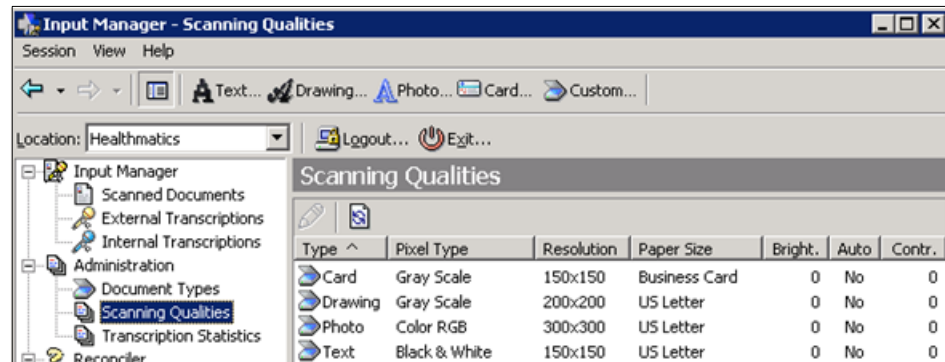 Input Manager - Scanning Qualities
Session View Help
Text... Drawing... Photo... Card... Custom...
Location: Healthmatics Logout... Exit...
Input Manager
Scanned Documents
External Transcriptions
Internal Transcriptions
Administration
Document Types
Scanning Qualities
Transcription Statistics
Reconciler
Scanning Qualities
Type ^ Pixel Type Resolution Paper Size Bright. Auto Contr.
Card Gray Scale 150x150 Business Card 0 No 0
Drawing Gray Scale 200x200 US Letter 0 No 0
Photo Color RGB 300x300 US Letter 0 No 0
Text Black & White 150x150 US Letter 0 No 0